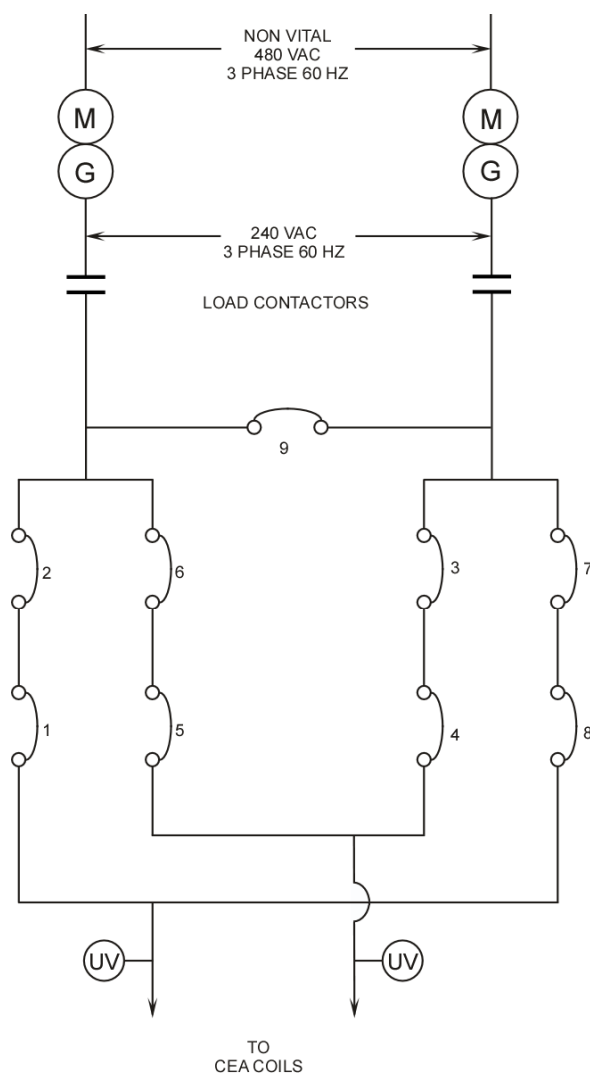 NON VITAL
480 VAC
3 PHASE 60 HZ
M
M
G
G
240 VAC
3 PHASE 60 HZ
LOAD CONTACTORS
9
2
6
3
7
1
5
4
8
UV
UV
TO
CEA COILS